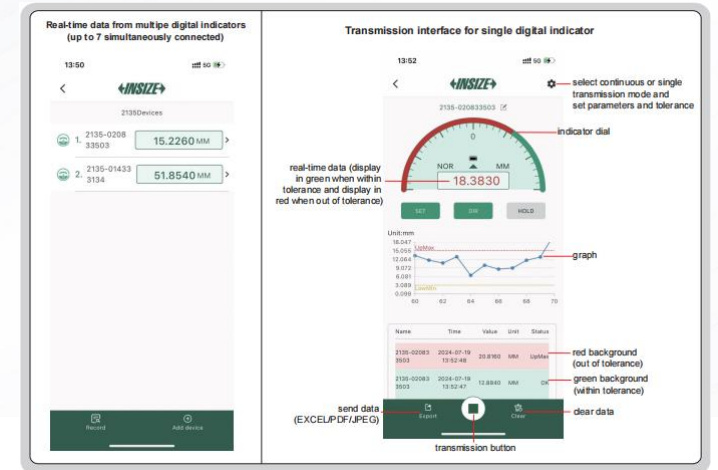 Real-time data from multipe digital indicators
(up to 7 simultaneously connected)
13:50
5G
INSIZE
2135Devices
1. 2135-0208
33503
15.2260 MM
2. 2135-01433
3134
51.8540 MM
Record
Add device
Transmission interface for single digital indicator
13:52
5G
INSIZE
2135-020833503
0
NOR
MM
18.3830
SET
HOLD
Unit:mm
18.047
15.055
12.064
9.072
6.081
3.089
0.098
UpMax
LowMin
60 62 64 66 68 70
Name Time Value Unit Status
2135-02083
3503
2024-07-19
13:52:48
20.8160 MM UpMax
2135-02083
3503
2024-07-19
13:52:47
12.8840 MM OK
Export
Clear
select continuous or single
transmission mode and
set parameters and tolerance
indicator dial
real-time data (display
in green when within
tolerance and display in
red when out of tolerance)
graph
red background
(out of tolerance)
green background
(within tolerance)
send data
(EXCEL/PDF/JPEG)
clear data
transmission button